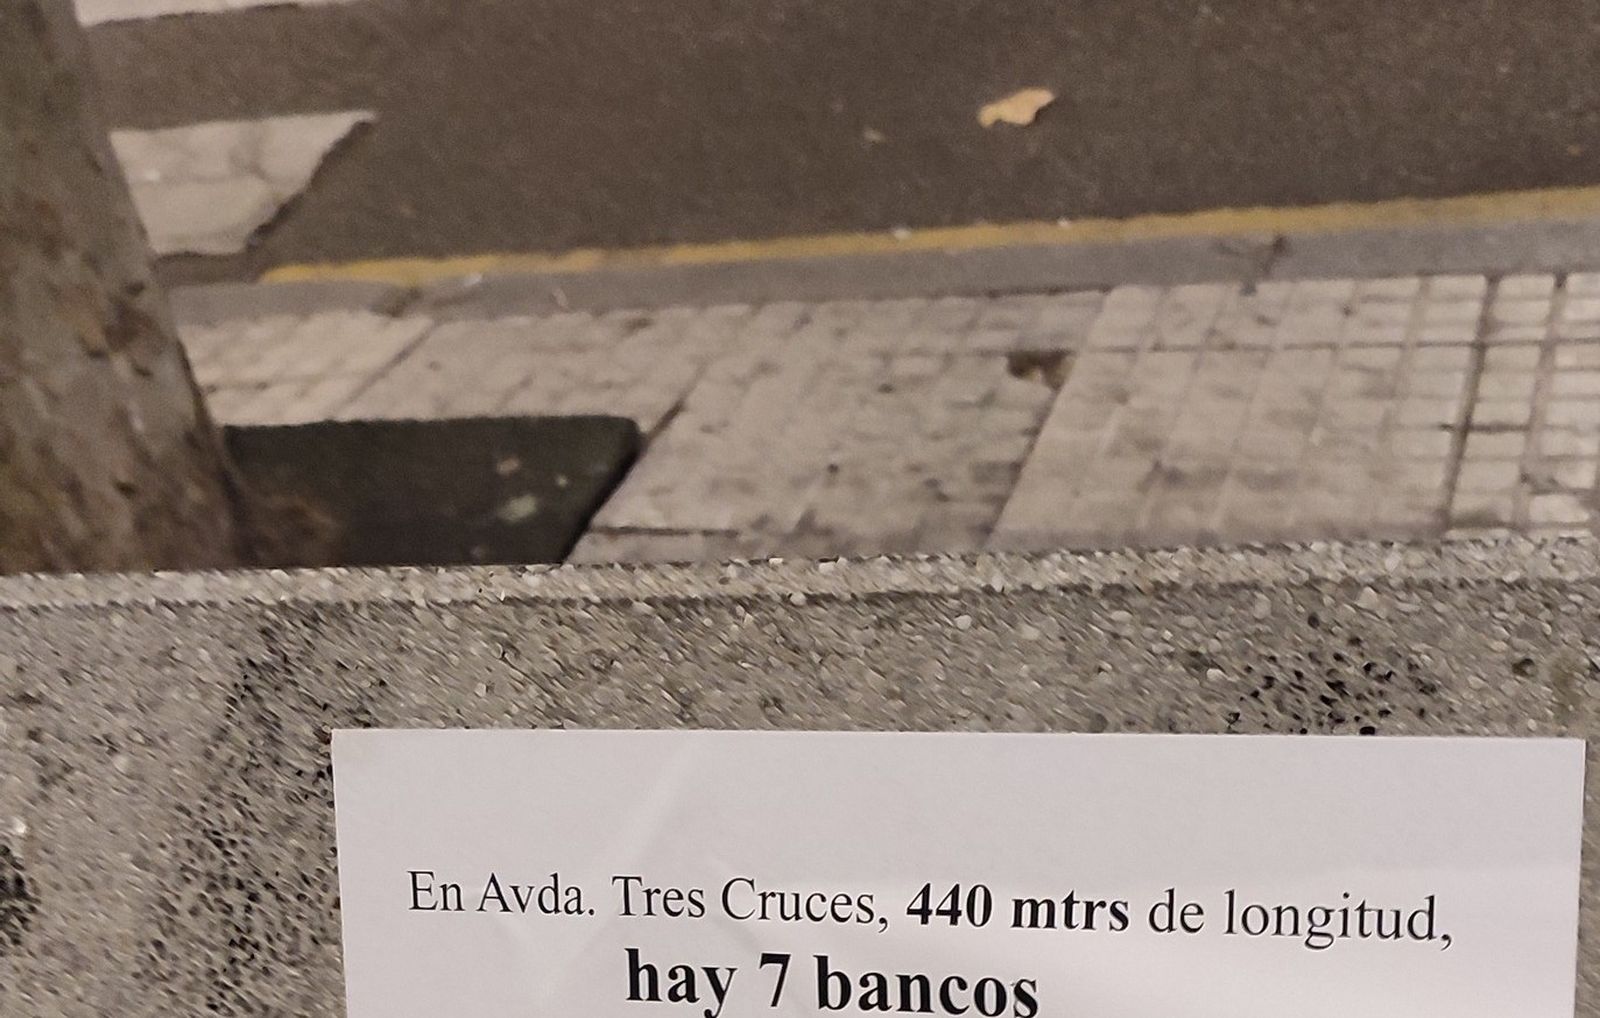 En Avda. Tres Cruces, 440 mtrs de longitud,
hay 7 bancos